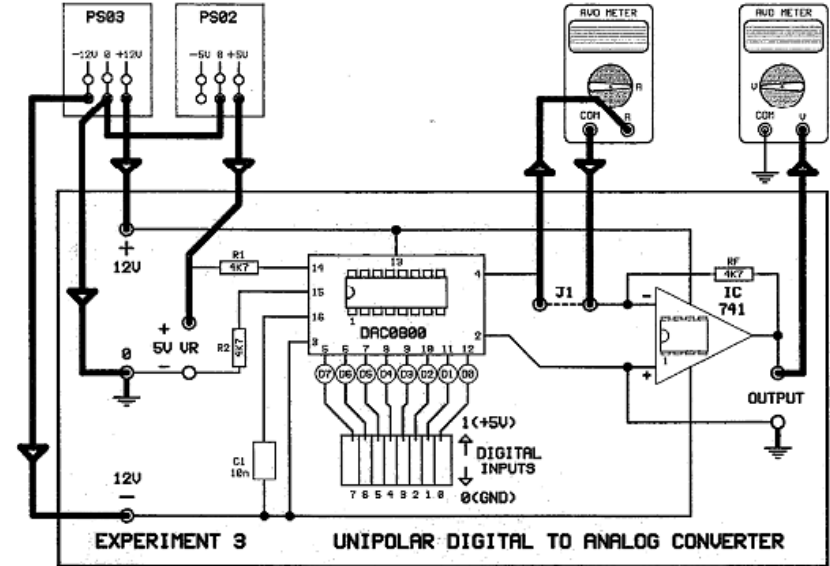 PS03
PS02
AVO METER
AVO METER
-12V 0 +12V
-5V 0 +5V
A
V
V
COM
A
COM
V
+
12V
R1
4K7
14
15
16
3
13
4
2
1
DAC0800
5 6 7 8 9 10 11 12
D7 D6 D5 D4 D3 D2 D1 D0
J1
RF
4K7
IC
741
-
+
1
+
5V VR
-
R2
4K7
0
OUTPUT
1(+5V)
DIGITAL
INPUTS
0(GND)
7 6 5 4 3 2 1 0
C1
10n
12V
-
EXPERIMENT 3
UNIPOLAR DIGITAL TO ANALOG CONVERTER